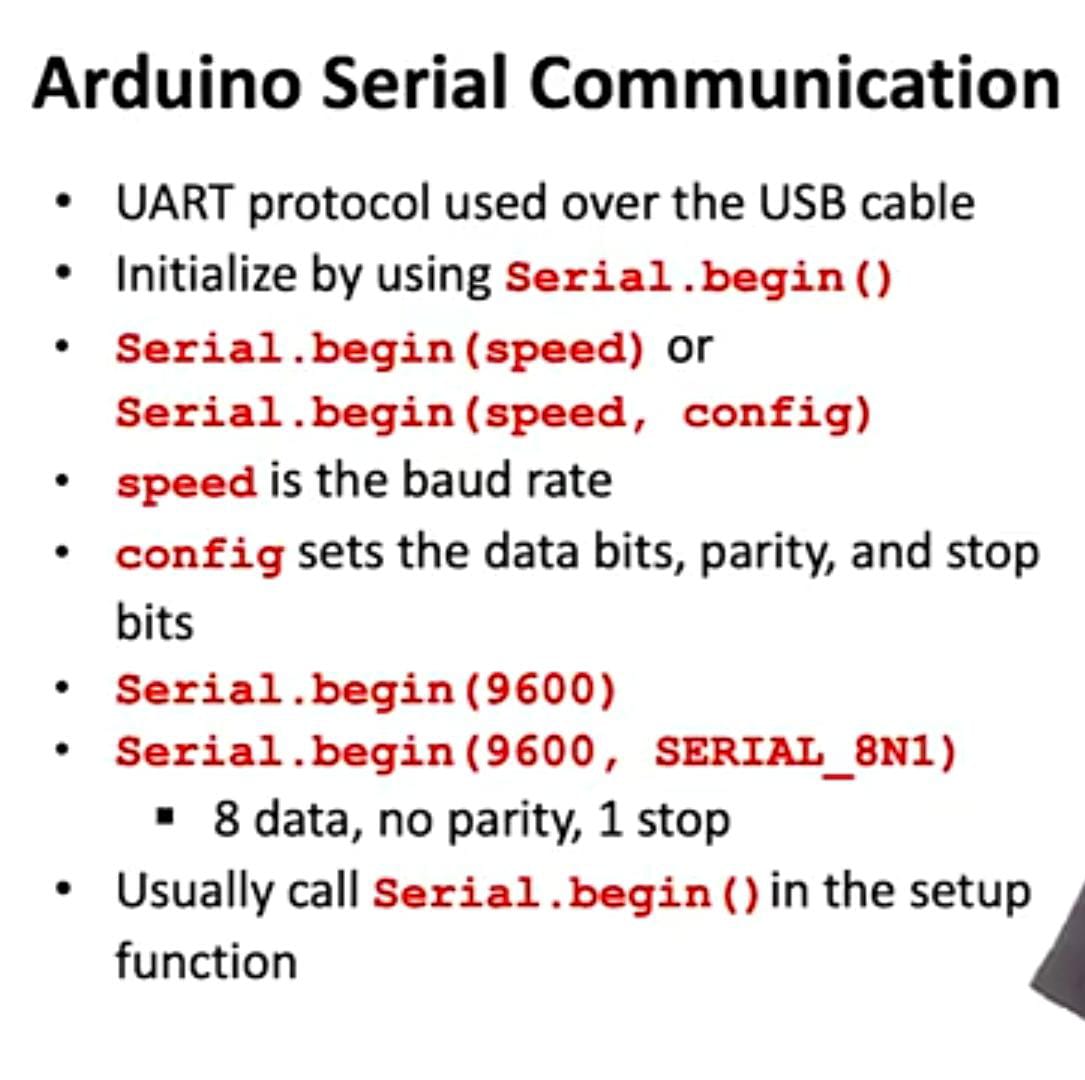 Arduino Serial Communication
• UART protocol used over the USB cable
• Initialize by using Serial.begin()
• Serial.begin(speed) or
Serial.begin(speed, config)
• speed is the baud rate
• config sets the data bits, parity, and stop
bits
• Serial.begin(9600)
• Serial.begin(9600, SERIAL_8N1)
▪ 8 data, no parity, 1 stop
• Usually call Serial.begin() in the setup
function